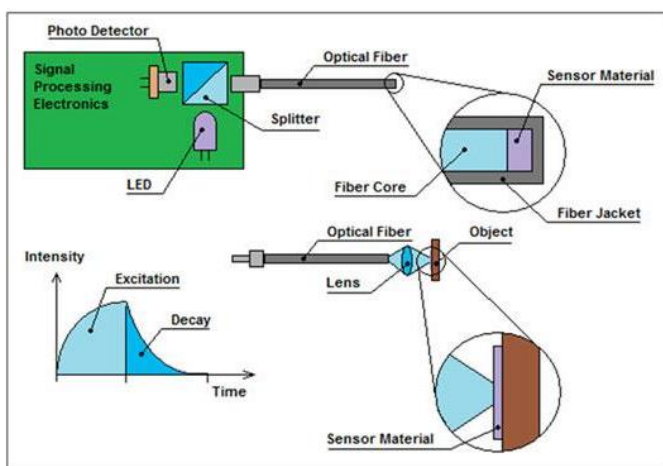 Photo Detector
Optical Fiber
Signal
Processing
Electronics
Sensor Material
Splitter
LED
Fiber Core
Fiber Jacket
Optical Fiber
Object
Intensity
Lens
Excitation
Decay
Time
Sensor Material